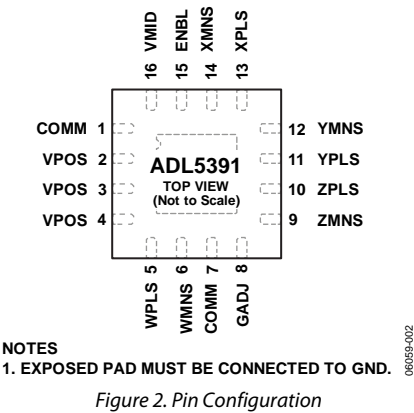 16 VMID
15 ENBL
14 XMNS
13 XPLS
COMM 1
VPOS 2
VPOS 3
VPOS 4
ADL5391
TOP VIEW
(Not to Scale)
12 YMNS
11 YPLS
10 ZPLS
9 ZMNS
WPLS 5
WMNS 6
COMM 7
GADJ 8
NOTES
1. EXPOSED PAD MUST BE CONNECTED TO GND.
06059-002
Figure 2. Pin Configuration